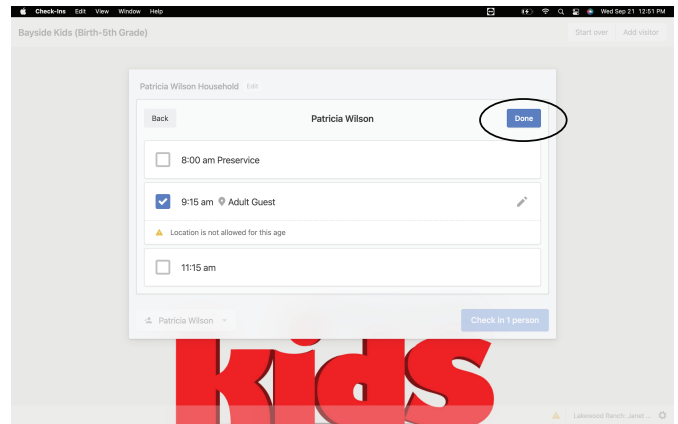 Check-Ins Edit View Window Help Wed Sep 21 12:51 PM
Bayside Kids (Birth-5th Grade) Start over Add visitor
Patricia Wilson Household Edit
Back Patricia Wilson Done
8:00 am Preservice
9:15 am Adult Guest
Location is not allowed for this age
11:15 am
Patricia Wilson Check in 1 person
kids
Lakewood Ranch: Janet ...